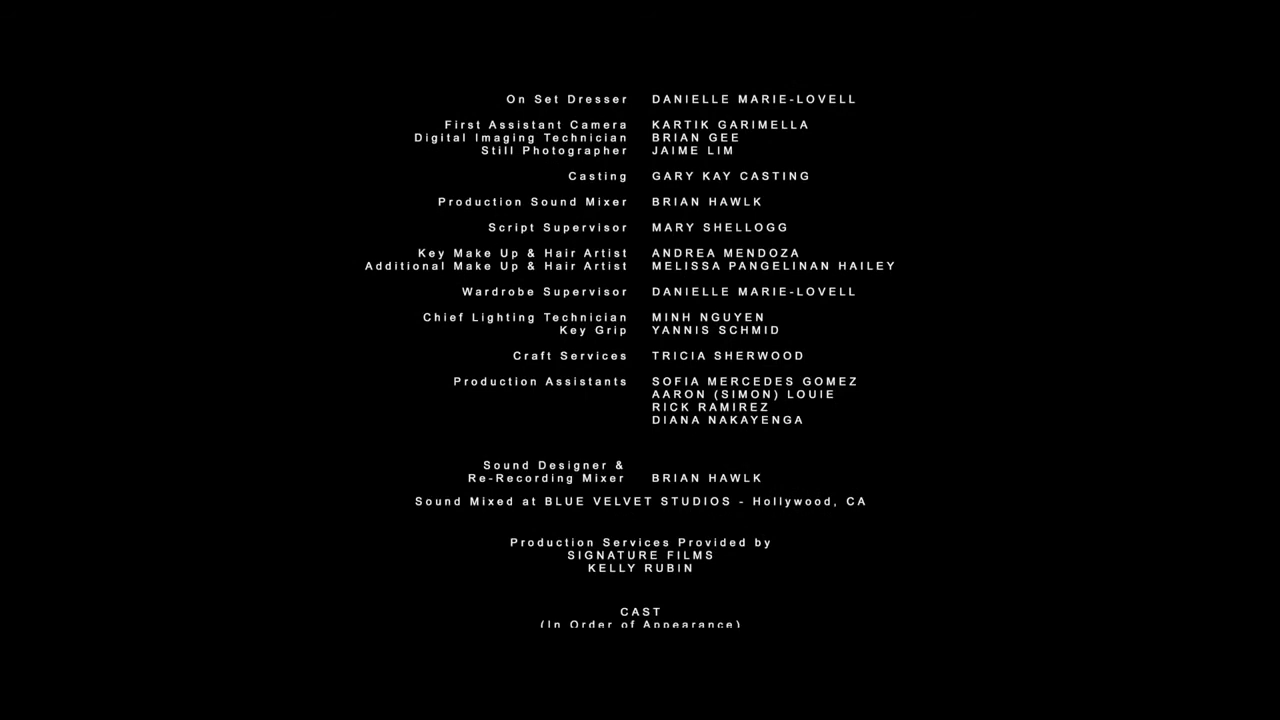 On Set Dresser DANIELLE MARIE-LOVELL
First Assistant Camera KARTIK GARIMELLA
Digital Imaging Technician BRIAN GEE
Still Photographer JAIME LIM
Casting GARY KAY CASTING
Production Sound Mixer BRIAN HAWLK
Script Supervisor MARY SHELLOGG
Key Make Up & Hair Artist ANDREA MENDOZA
Additional Make Up & Hair Artist MELISSA PANGELINAN HAILEY
Wardrobe Supervisor DANIELLE MARIE-LOVELL
Chief Lighting Technician MINH NGUYEN
Key Grip YANNIS SCHMID
Craft Services TRICIA SHERWOOD
Production Assistants SOFIA MERCEDES GOMEZ
AARON (SIMON) LOUIE
RICK RAMIREZ
DIANA NAKAYENGA
Sound Designer &
Re-Recording Mixer BRIAN HAWLK
Sound Mixed at BLUE VELVET STUDIOS - Hollywood, CA
Production Services Provided by
SIGNATURE FILMS
KELLY RUBIN
CAST
(In Order of Appearance)